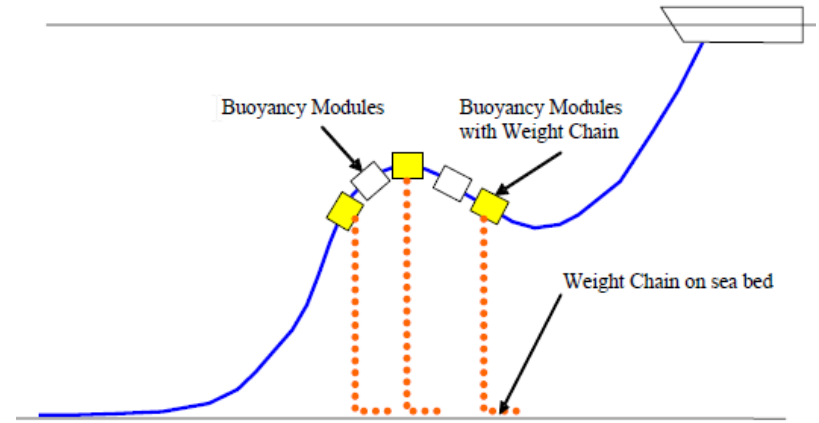 Buoyancy Modules
Buoyancy Modules
with Weight Chain
Weight Chain on sea bed